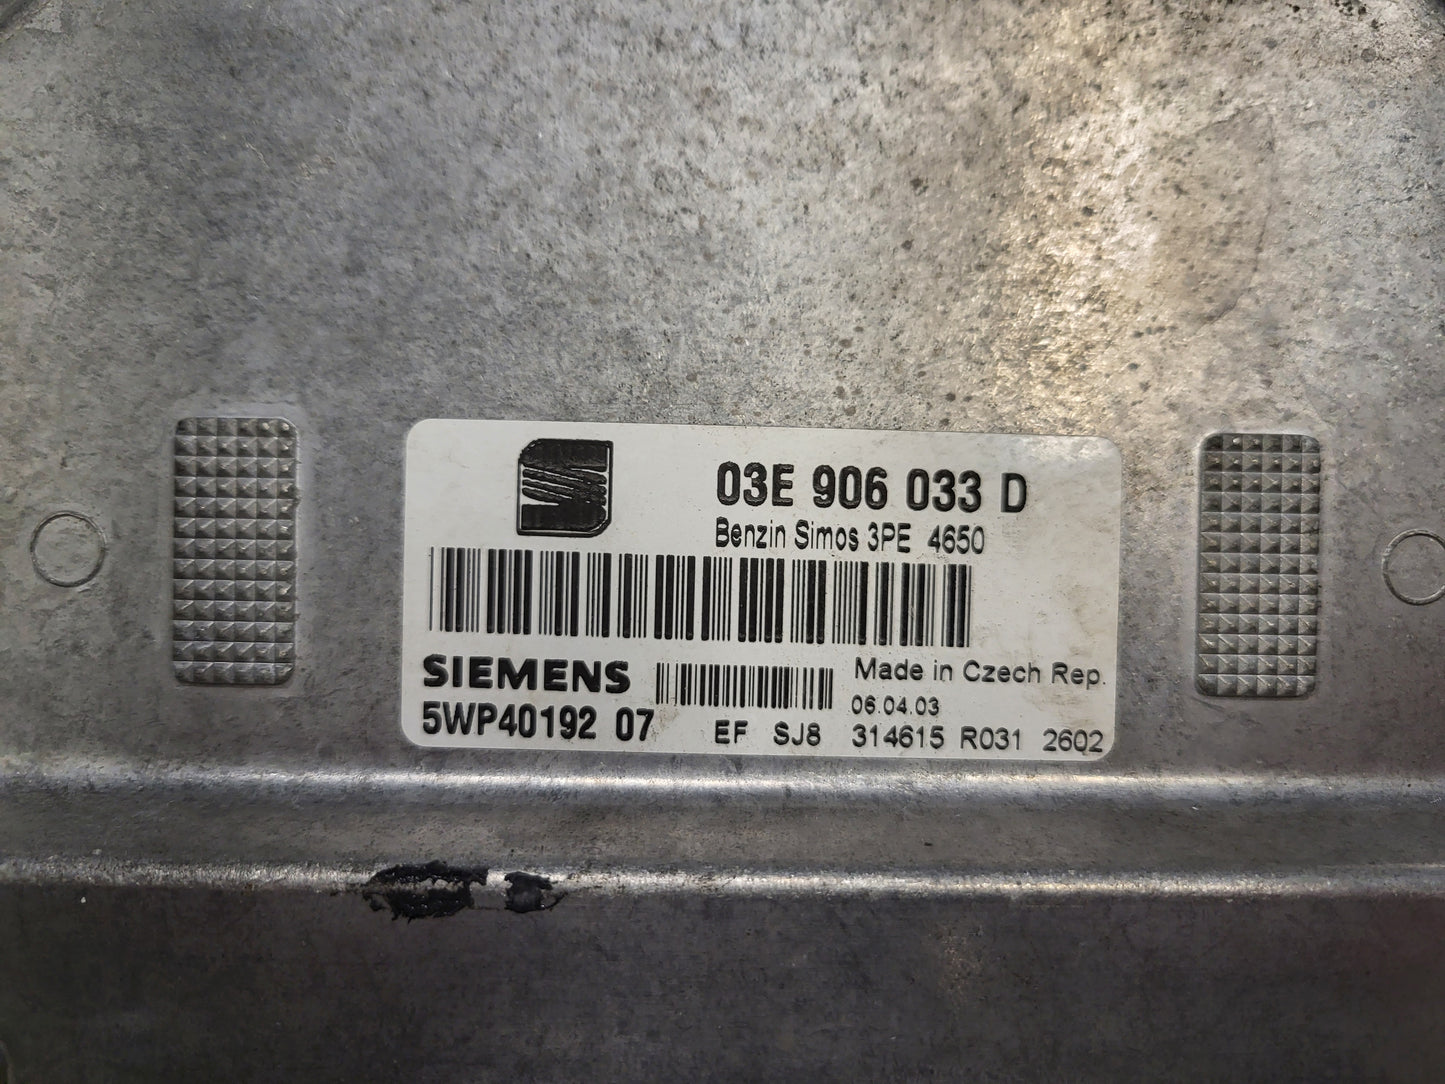 03E 906 033 D
Benzin Simos 3PE 4650
SIEMENS
Made in Czech Rep.
06.04.03
5WP40192 07
EF SJ8 314615 R031 2602